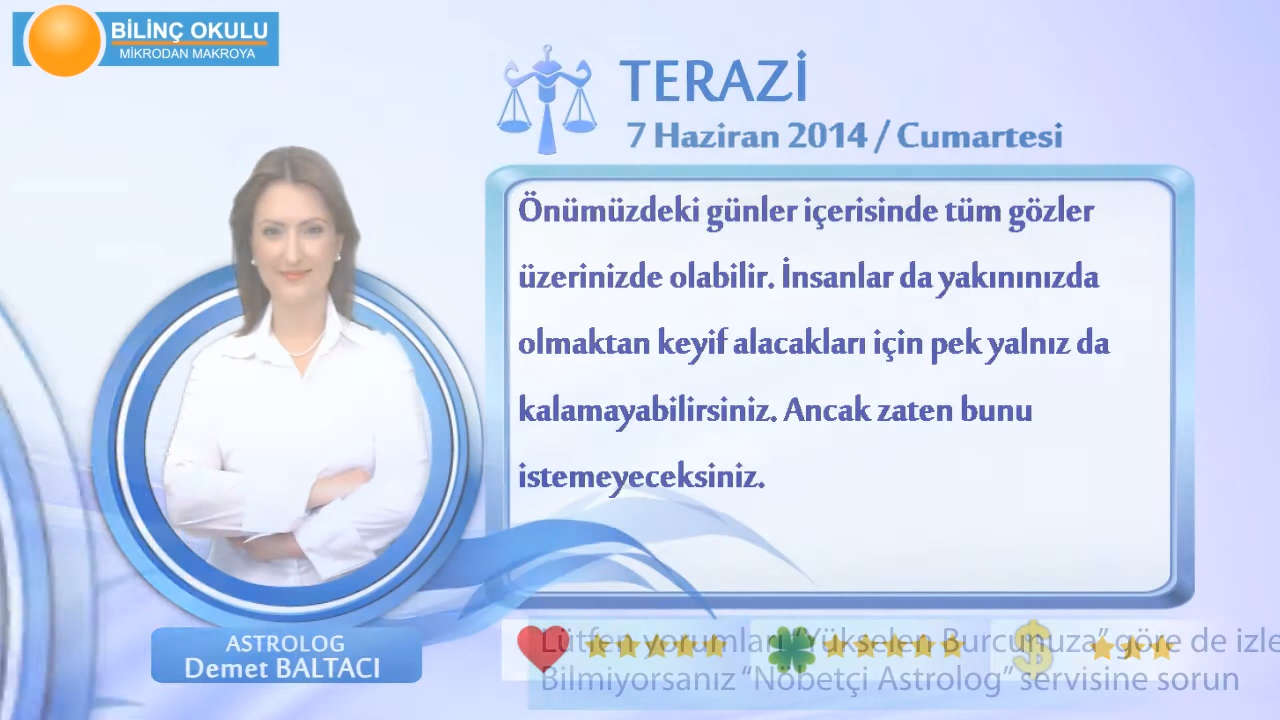 BİLİNÇ OKULU
MİKRODAN MAKROYA
TERAZİ
7 Haziran 2014 / Cumartesi
Önümüzdeki günler içerisinde tüm gözler
üzerinizde olabilir. İnsanlar da yakınınızda
olmaktan keyif alacakları için pek yalnız da
kalamayabilirsiniz. Ancak zaten bunu
istemeyeceksiniz.
ASTROLOG
Demet BALTACI
Lütfen yorumları "Yükselen Burcunuza" göre de izle
Bilmiyorsanız "Nöbetçi Astrolog" servisine sorun